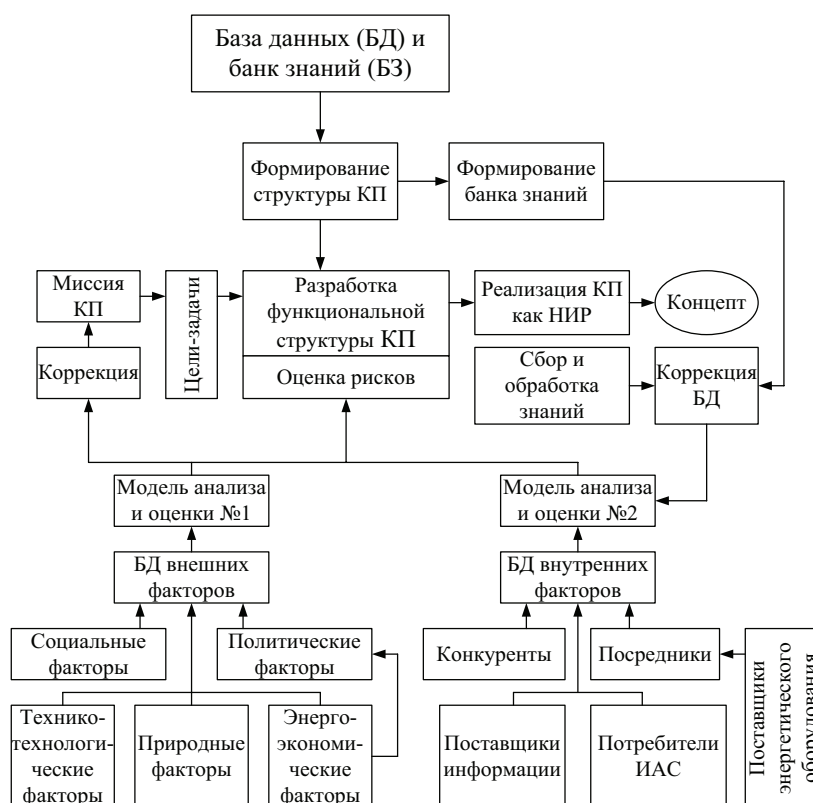 База данных (БД) и
банк знаний (БЗ)
Формирование
структуры КП
Формирование
банка знаний
Миссия
КП
Цели-задачи
Разработка
функциональной
структуры КП
Реализация КП
как НИР
Концепт
Коррекция
Оценка рисков
Сбор и
обработка
знаний
Коррекция
БД
Модель анализа
и оценки №1
Модель анализа
и оценки №2
БД внешних
факторов
БД внутренних
факторов
Социальные
факторы
Политические
факторы
Конкуренты
Посредники
Поставщики
энергетического
оборудования
Технико-
технологи-
ческие
факторы
Природные
факторы
Энерго-
экономи-
ческие
факторы
Поставщики
информации
Потребители
ИАС